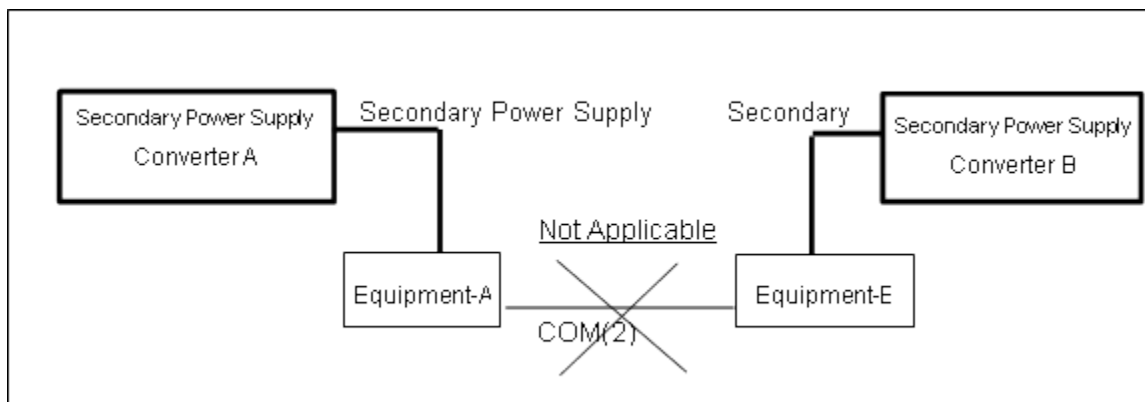 Secondary Power Supply
Converter A
Secondary Power Supply
Secondary
Secondary Power Supply
Converter B
Not Applicable
Equipment-A
Equipment-E
COM(2)